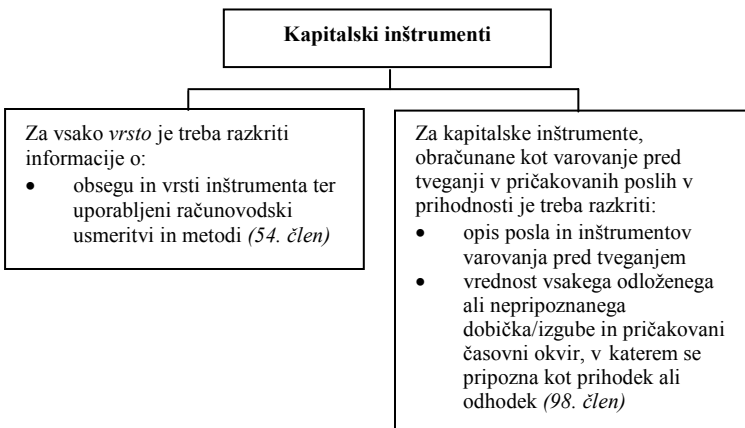 Kapitalski inštrumenti
Za vsako vrsto je treba razkriti
informacije o:
• obsegu in vrsti inštrumenta ter
uporabljeni računovodski
usmeritvi in metodi (54. člen)
Za kapitalske inštrumente,
obračunane kot varovanje pred
tveganji v pričakovanih poslih v
prihodnosti je treba razkriti:
• opis posla in inštrumentov
varovanja pred tveganjem
• vrednost vsakega odloženega
ali nepripoznanega
dobička/izgube in pričakovani
časovni okvir, v katerem se
pripozna kot prihodek ali
odhodek (98. člen)